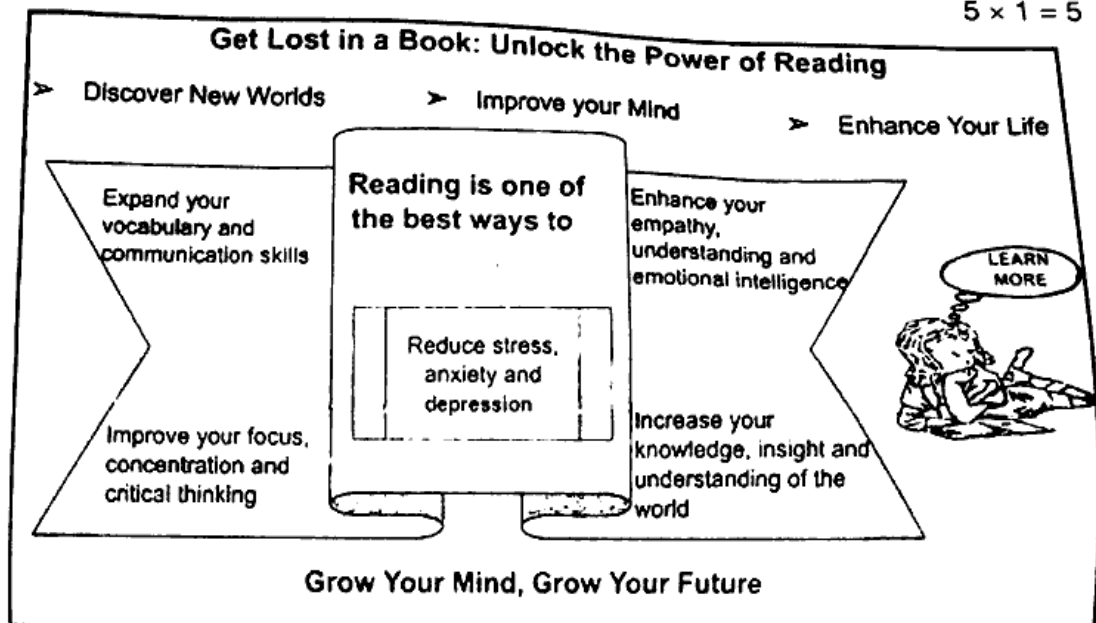 5 × 1 = 5
Get Lost in a Book: Unlock the Power of Reading
➤ Discover New Worlds
➤ Improve your Mind
➤ Enhance Your Life
Expand your
vocabulary and
communication skills
Reading is one of
the best ways to
Enhance your
empathy,
understanding and
emotional intelligence
LEARN
MORE
Reduce stress,
anxiety and
depression
Improve your focus,
concentration and
critical thinking
Increase your
knowledge, insight and
understanding of the
world
Grow Your Mind, Grow Your Future